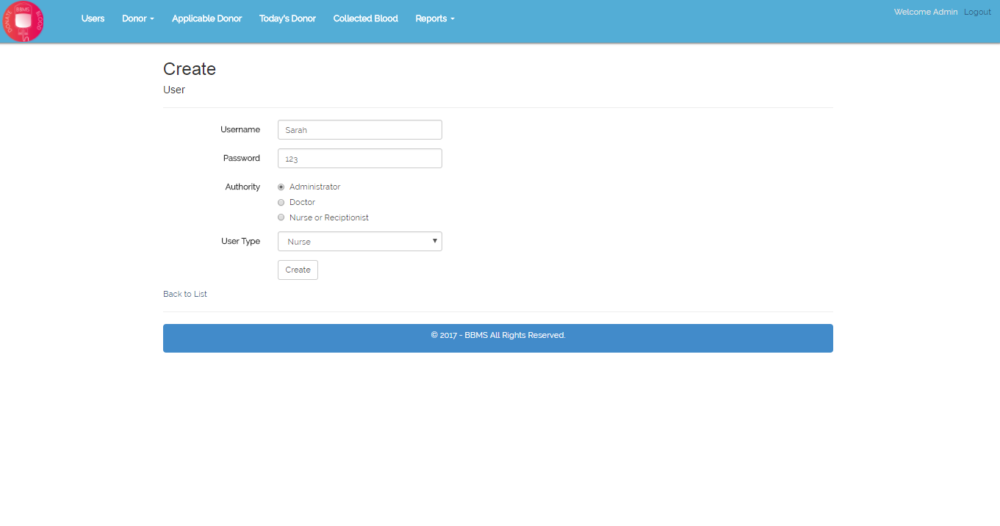 DONATE BBMS BLOOD
Users Donor Applicable Donor Today's Donor Collected Blood Reports Welcome Admin Logout
Create
User
Username Sarah
Password 123
Authority Administrator
Doctor
Nurse or Reciptionist
User Type Nurse
Create
Back to List
© 2017 - BBMS All Rights Reserved.